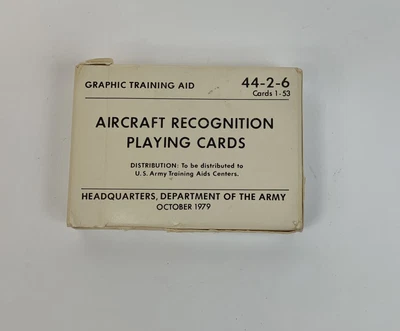 GRAPHIC TRAINING AID
44-2-6
Cards 1-53
AIRCRAFT RECOGNITION
PLAYING CARDS
DISTRIBUTION: To be distributed to
U.S. Army Training Aids Centers.
HEADQUARTERS, DEPARTMENT OF THE ARMY
OCTOBER 1979